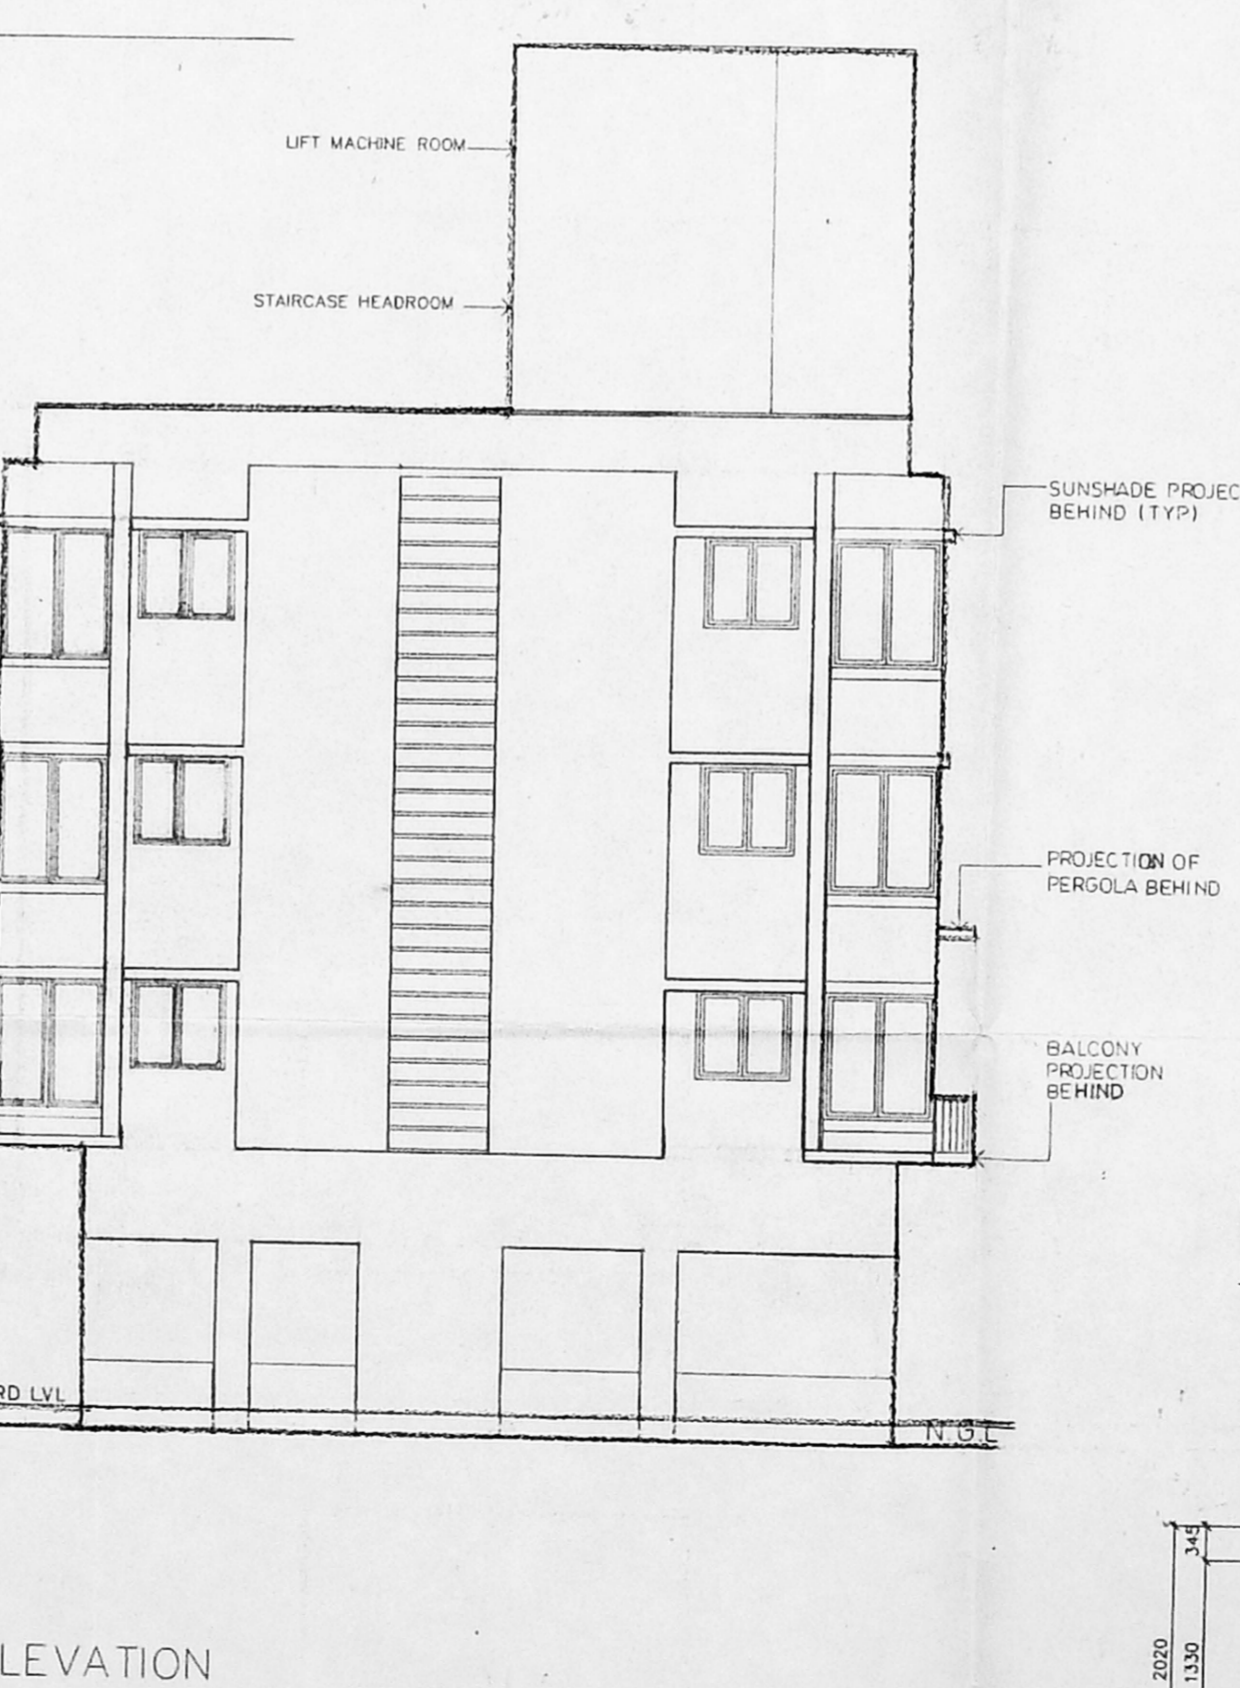 LIFT MACHINE ROOM
STAIRCASE HEADROOM
SUNSHADE PROJEC
BEHIND (TYP)
PROJECTION OF
PERGOLA BEHIND
BALCONY
PROJECTION
BEHIND
RD LVL
N.G.L
345
2020
1330
LEVATION